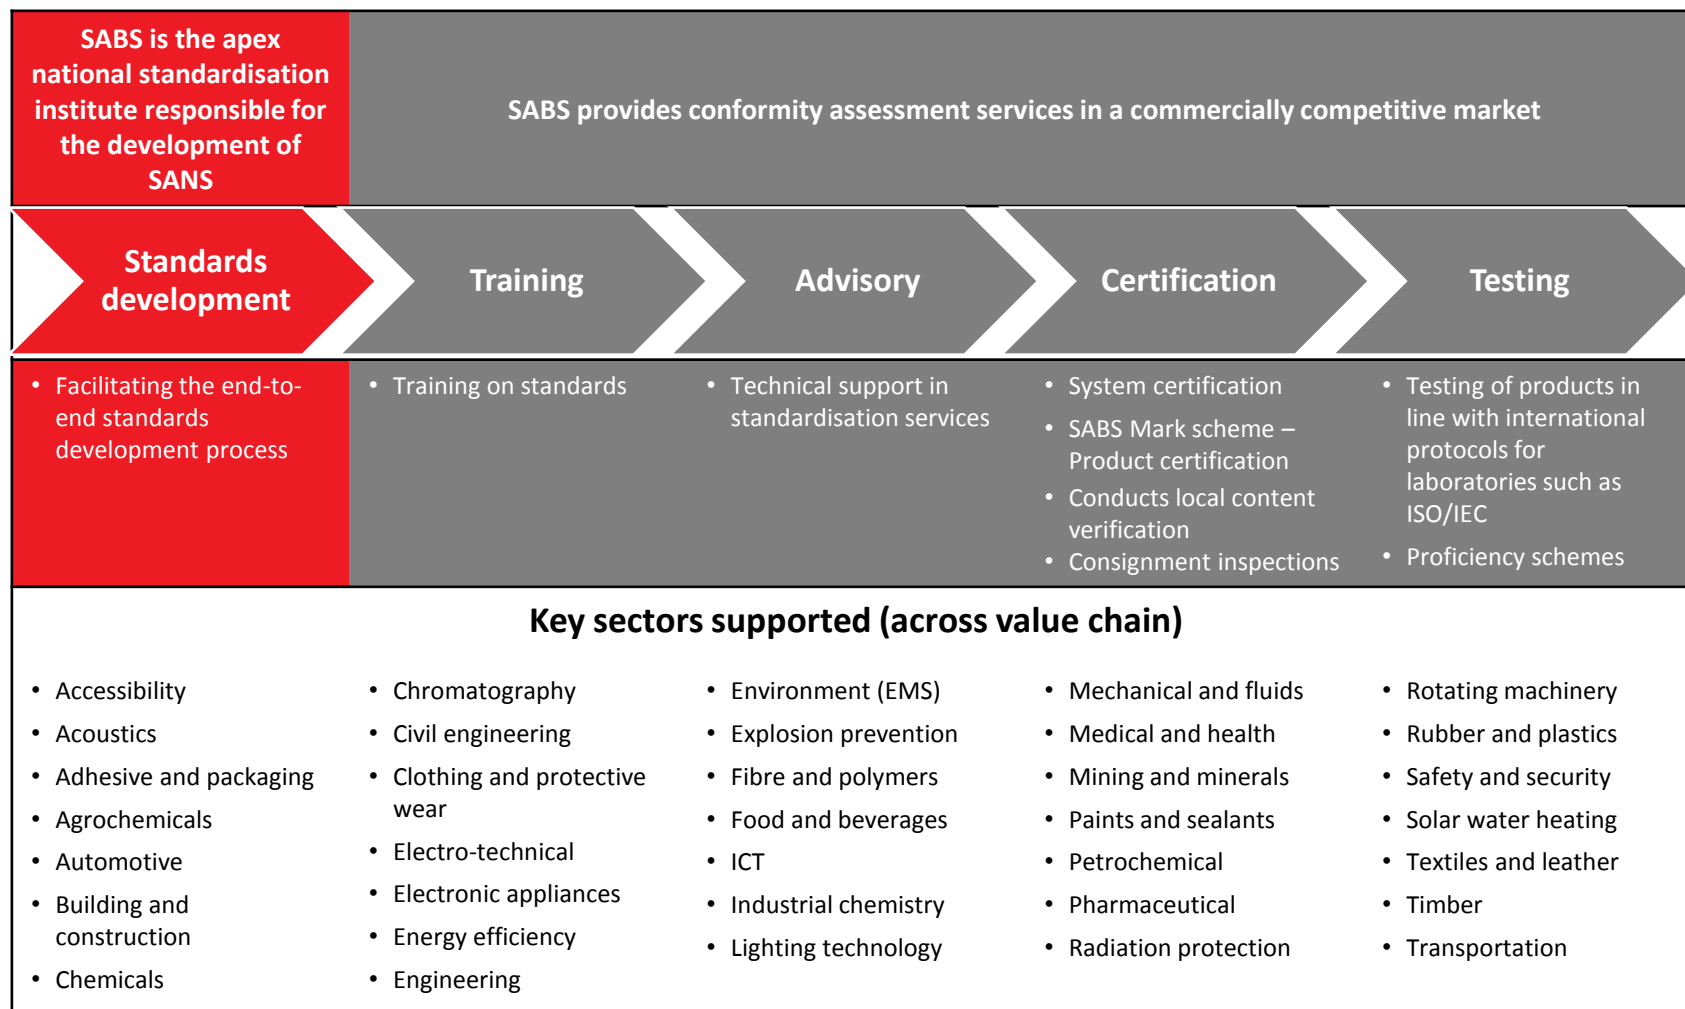 SABS is the apex
national standardisation
institute responsible for
the development of
SANS
SABS provides conformity assessment services in a commercially competitive market
Standards
development
Training
Advisory
Certification
Testing
• Facilitating the end-to-
end standards
development process
• Training on standards
• Technical support in
standardisation services
• System certification
• SABS Mark scheme –
Product certification
• Conducts local content
verification
• Consignment inspections
• Testing of products in
line with international
protocols for
laboratories such as
ISO/IEC
• Proficiency schemes
Key sectors supported (across value chain)
• Accessibility
• Acoustics
• Adhesive and packaging
• Agrochemicals
• Automotive
• Building and
construction
• Chemicals
• Chromatography
• Civil engineering
• Clothing and protective
wear
• Electro-technical
• Electronic appliances
• Energy efficiency
• Engineering
• Environment (EMS)
• Explosion prevention
• Fibre and polymers
• Food and beverages
• ICT
• Industrial chemistry
• Lighting technology
• Mechanical and fluids
• Medical and health
• Mining and minerals
• Paints and sealants
• Petrochemical
• Pharmaceutical
• Radiation protection
• Rotating machinery
• Rubber and plastics
• Safety and security
• Solar water heating
• Textiles and leather
• Timber
• Transportation